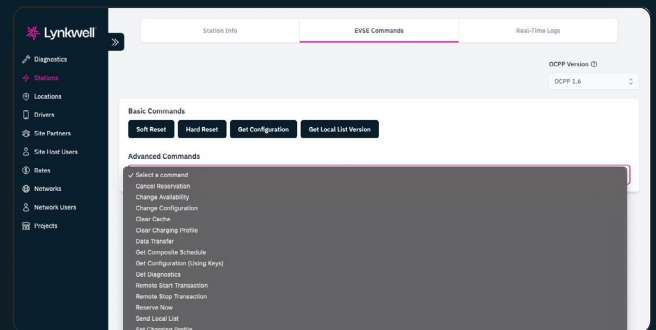 Lynkwell
Diagnostics
Stations
Locations
Drivers
Site Partners
Site Host Users
Rates
Networks
Network Users
Projects
Station Info
EVSE Commands
Real-Time Logs
OCPP Version
OCPP 1.6
Basic Commands
Soft Reset
Hard Reset
Get Configuration
Get Local List Version
Advanced Commands
Select a command
Cancel Reservation
Change Availability
Change Configuration
Clear Cache
Clear Charging Profile
Data Transfer
Get Composite Schedule
Get Configuration (Using Keys)
Get Diagnostics
Remote Start Transaction
Remote Stop Transaction
Reserve Now
Send Local List
Set Charging Profile